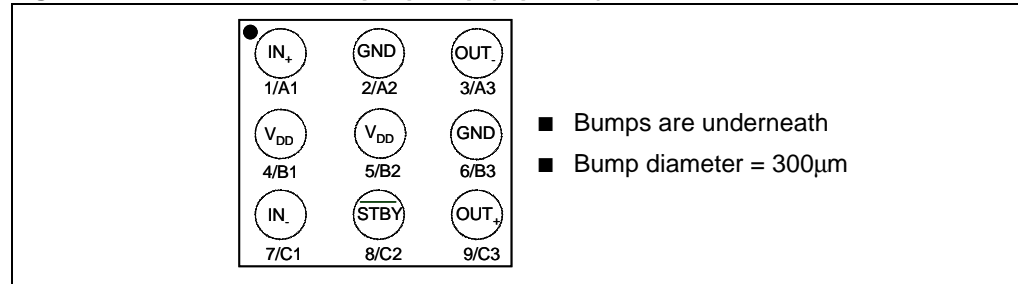 IN+ GND OUT-
1/A1 2/A2 3/A3
VDD VDD GND
4/B1 5/B2 6/B3
IN- STBY OUT+
7/C1 8/C2 9/C3
■ Bumps are underneath
■ Bump diameter = 300μm